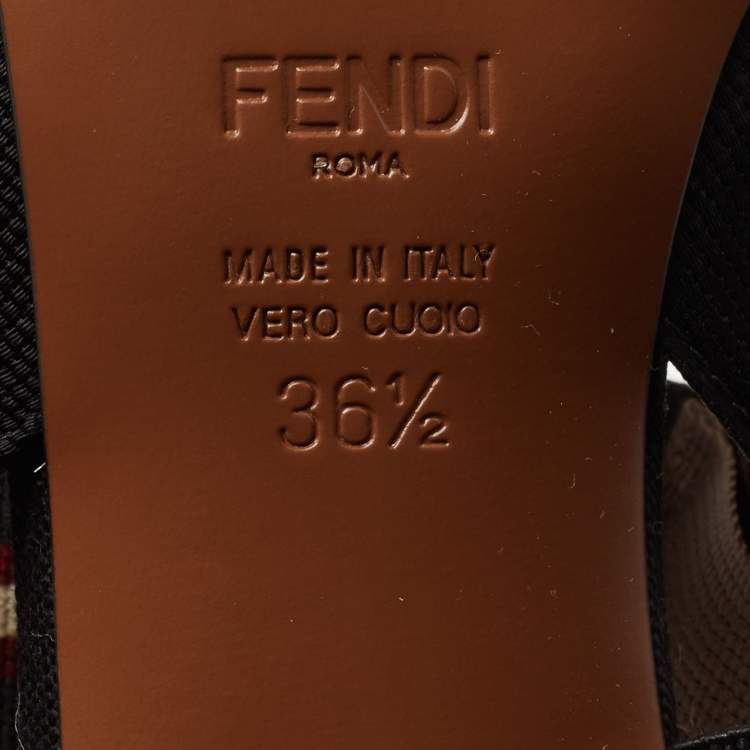 FENDI
ROMA
MADE IN ITALY
VERO CUOIO
36½